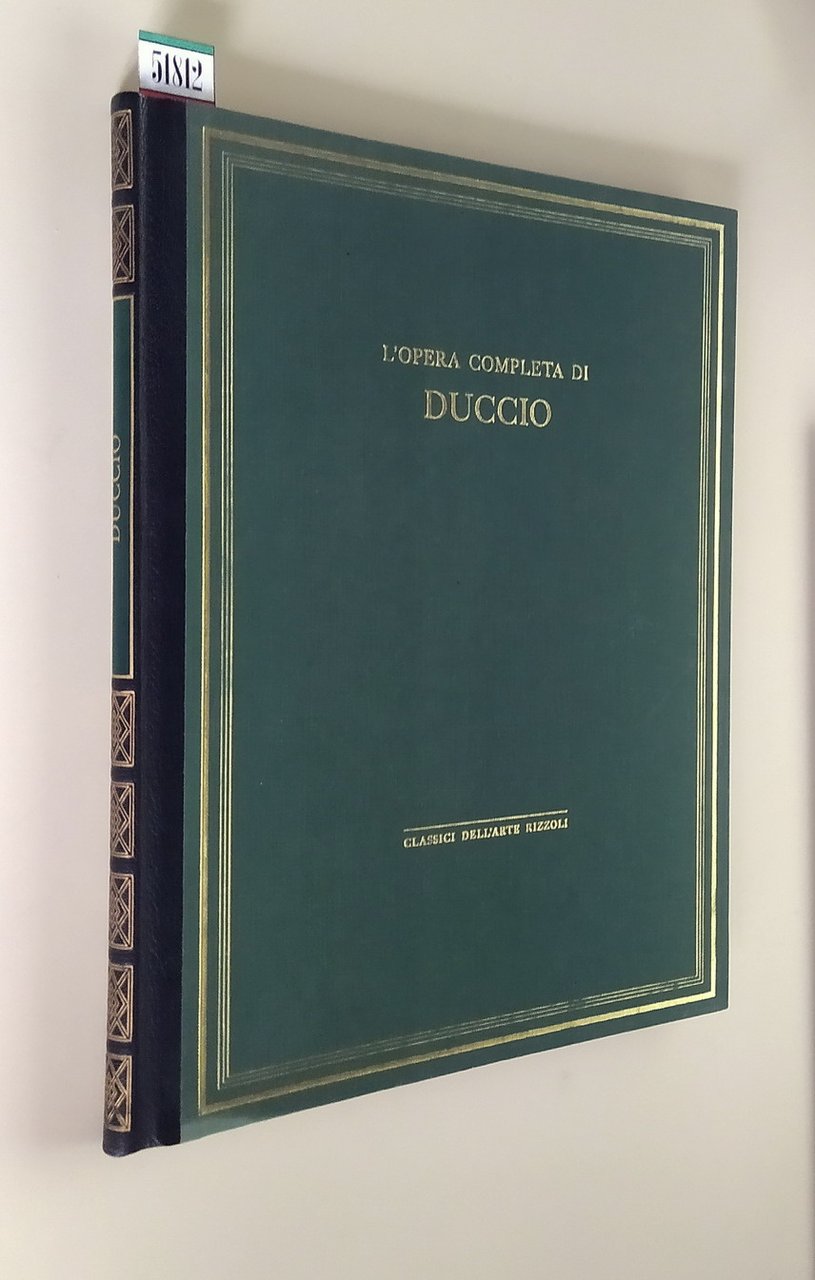 51812
L'OPERA COMPLETA DI
DUCCIO
CLASSICI DELL'ARTE RIZZOLI
DUCCIO